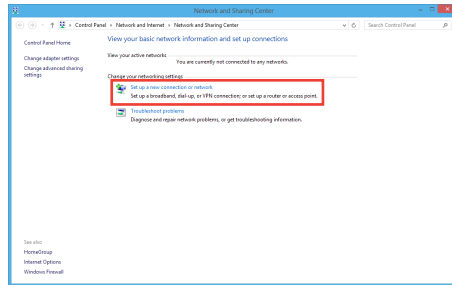 Network and Sharing Center
Control Panel ▸ Network and Internet ▸ Network and Sharing Center
Search Control Panel
Control Panel Home
Change adapter settings
Change advanced sharing
settings
View your basic network information and set up connections
View your active networks
You are currently not connected to any networks.
Change your networking settings
Set up a new connection or network
Set up a broadband, dial-up, or VPN connection; or set up a router or access point.
Troubleshoot problems
Diagnose and repair network problems, or get troubleshooting information.
See also
HomeGroup
Internet Options
Windows Firewall